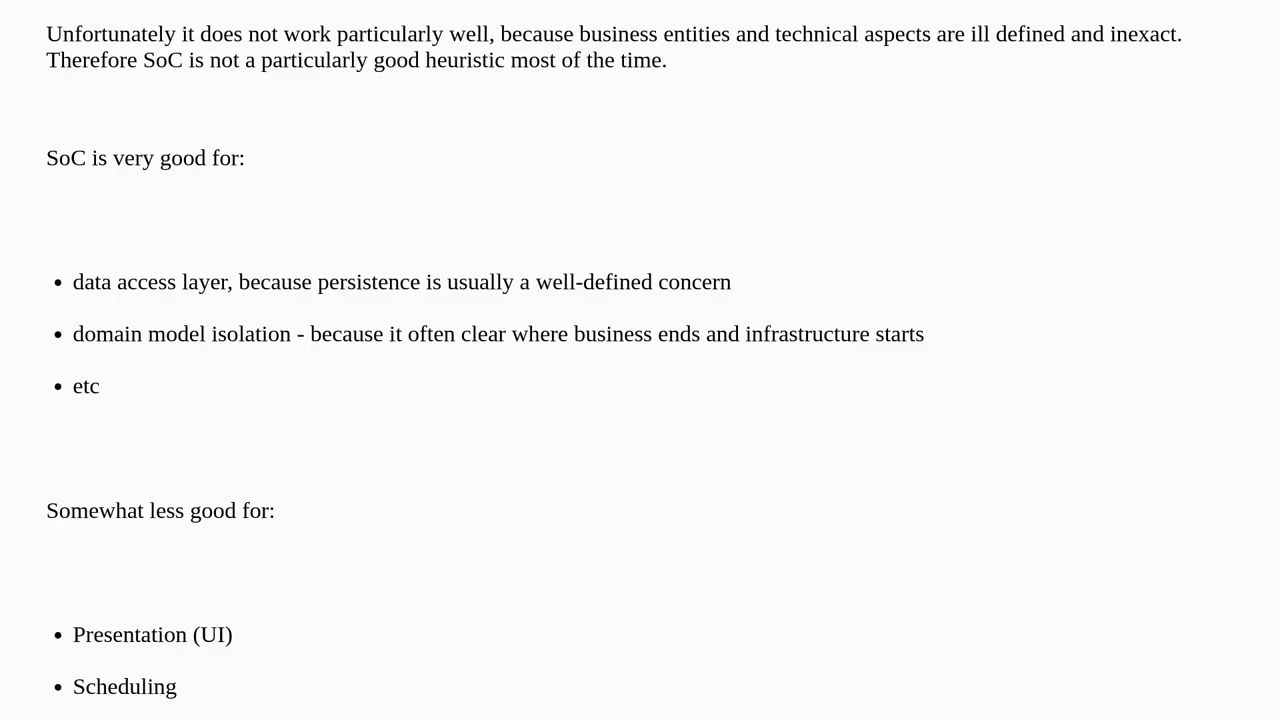 Unfortunately it does not work particularly well, because business entities and technical aspects are ill defined and inexact.
Therefore SoC is not a particularly good heuristic most of the time.
SoC is very good for:
• data access layer, because persistence is usually a well-defined concern
• domain model isolation - because it often clear where business ends and infrastructure starts
• etc
Somewhat less good for:
• Presentation (UI)
• Scheduling